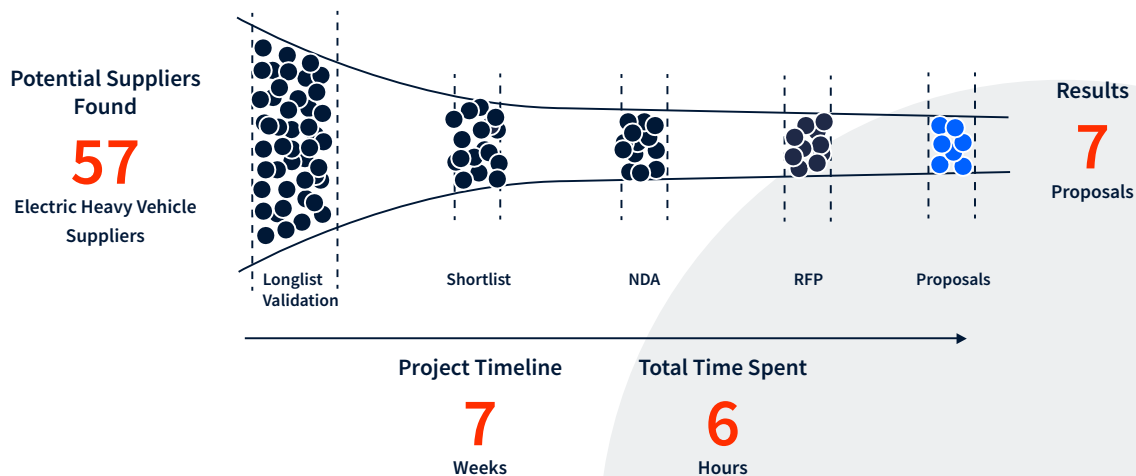 Potential Suppliers
Found
57
Electric Heavy Vehicle
Suppliers
Longlist
Validation
Shortlist
NDA
RFP
Proposals
Results
7
Proposals
Project Timeline
7
Weeks
Total Time Spent
6
Hours